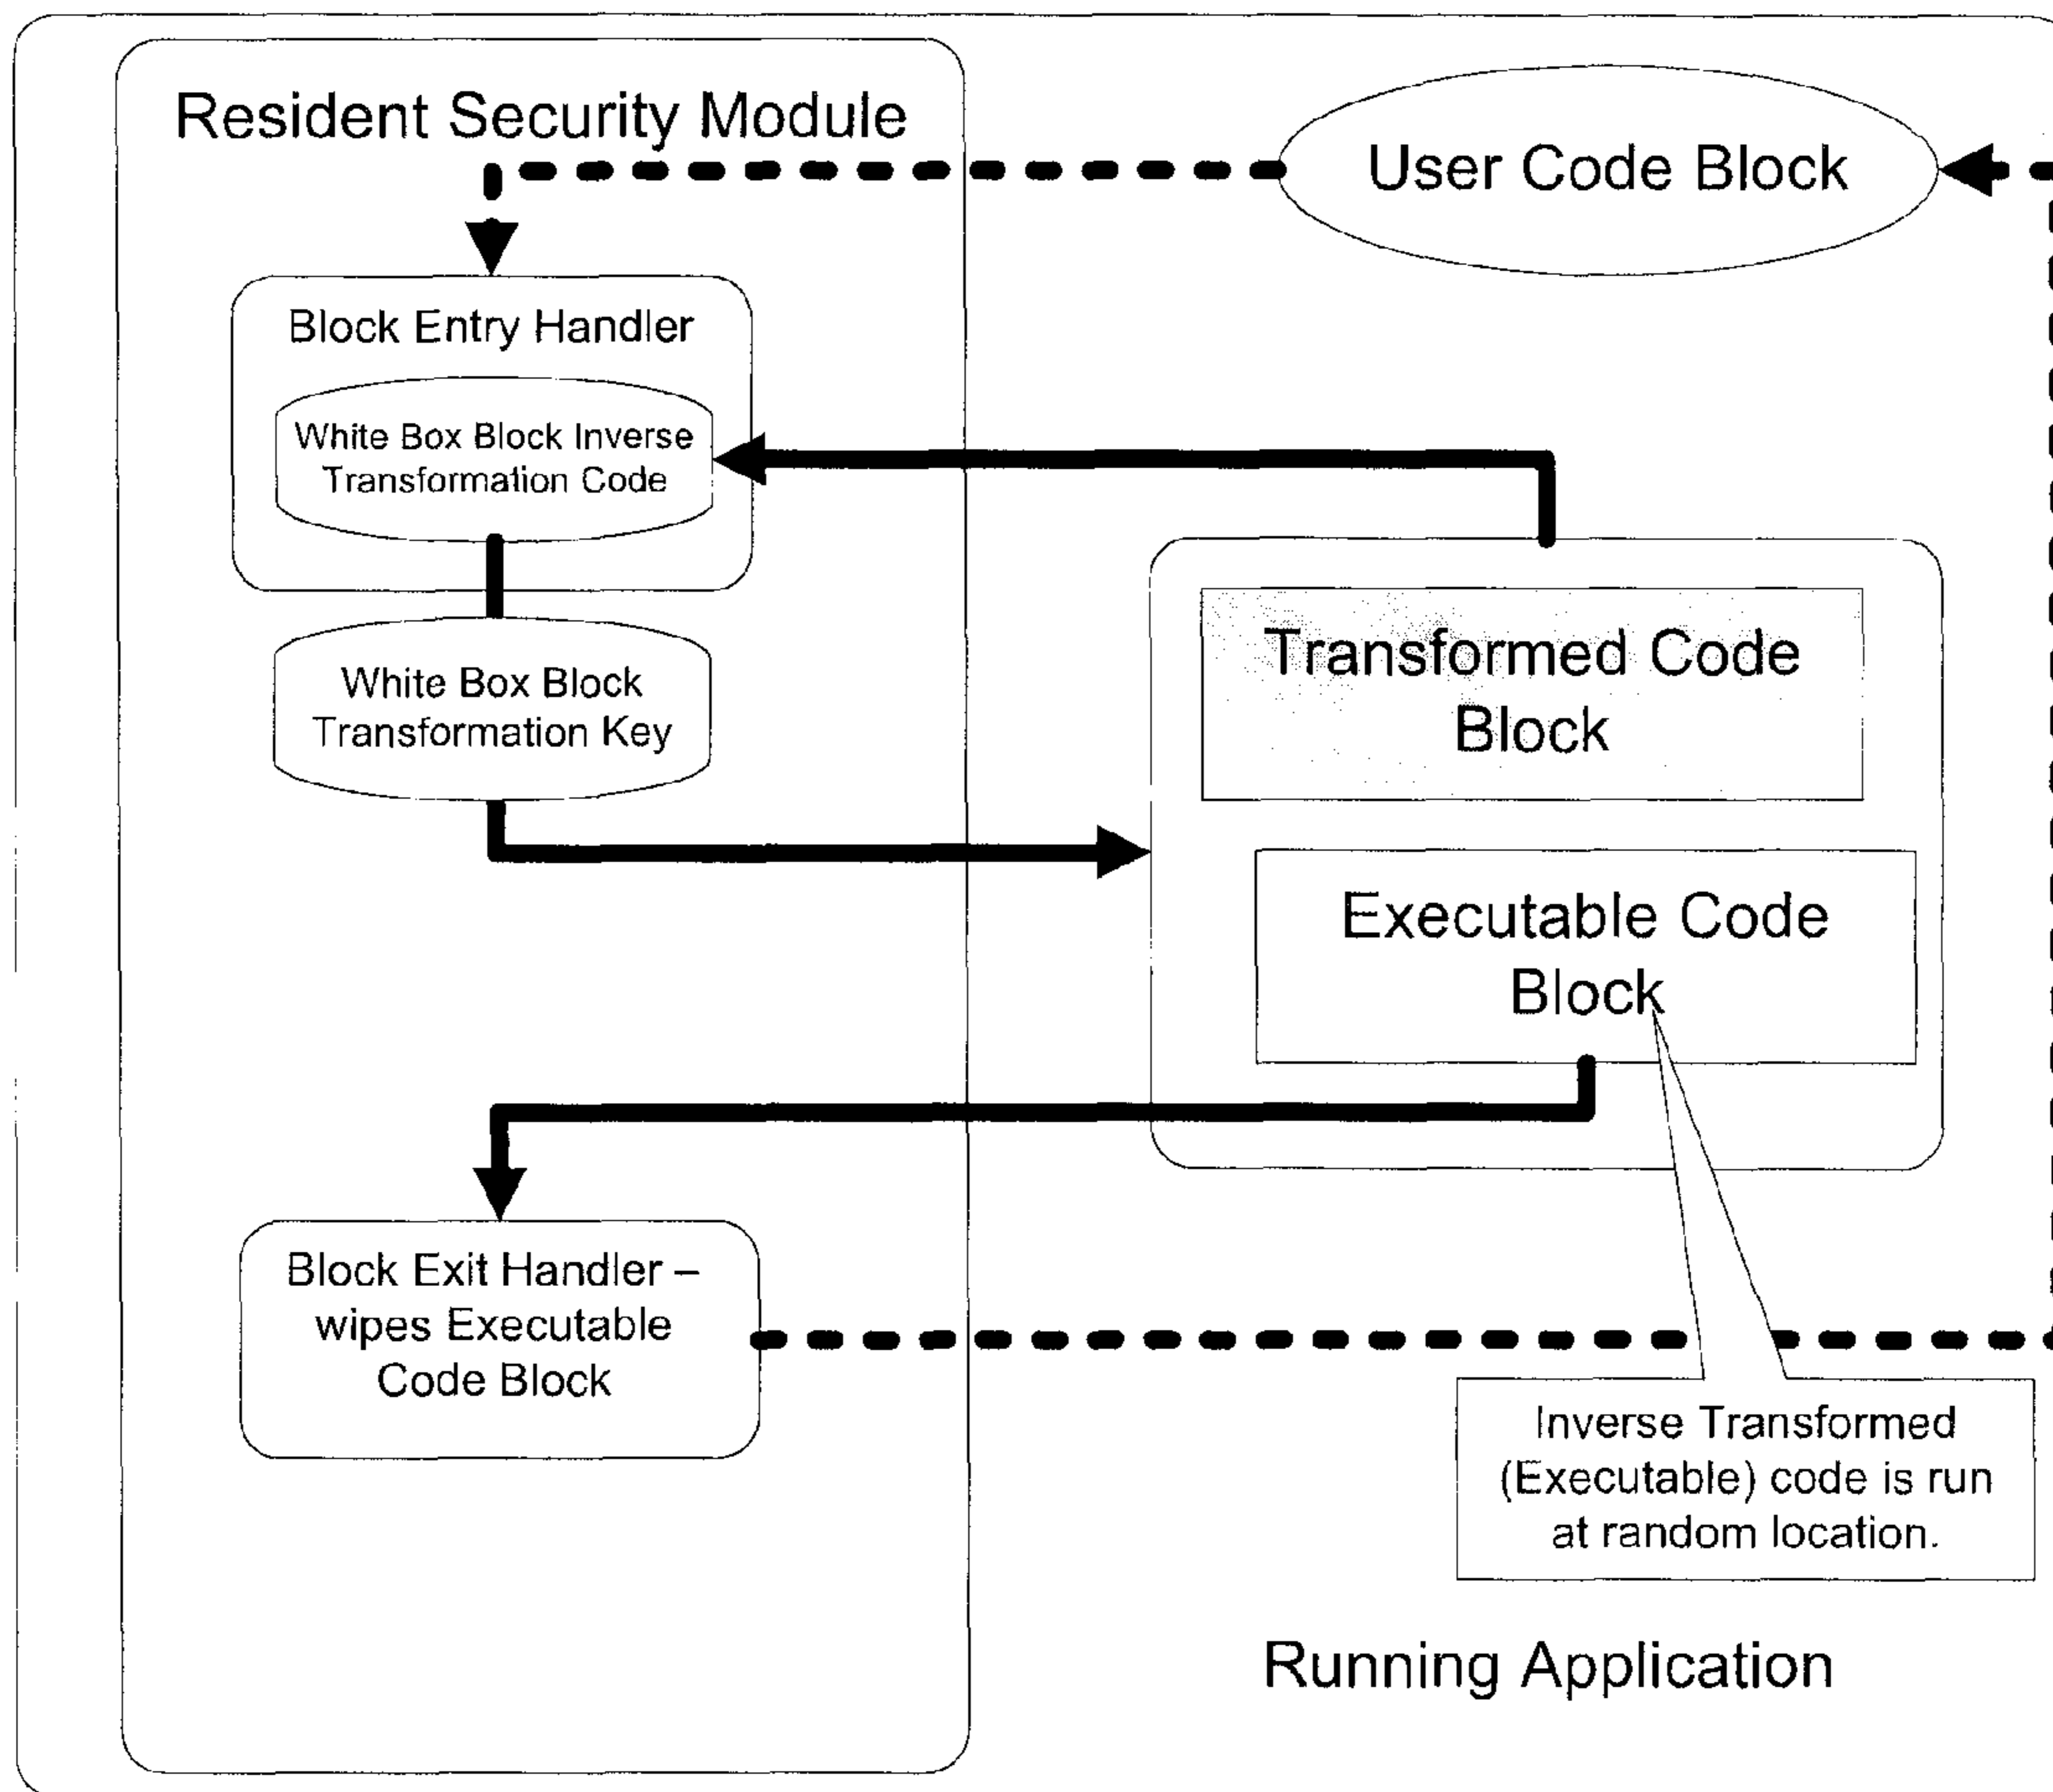 Resident Security Module
User Code Block
Block Entry Handler
White Box Block Inverse
Transformation Code
White Box Block
Transformation Key
Transformed Code
Block
Executable Code
Block
Block Exit Handler –
wipes Executable
Code Block
Inverse Transformed
(Executable) code is run
at random location.
Running Application